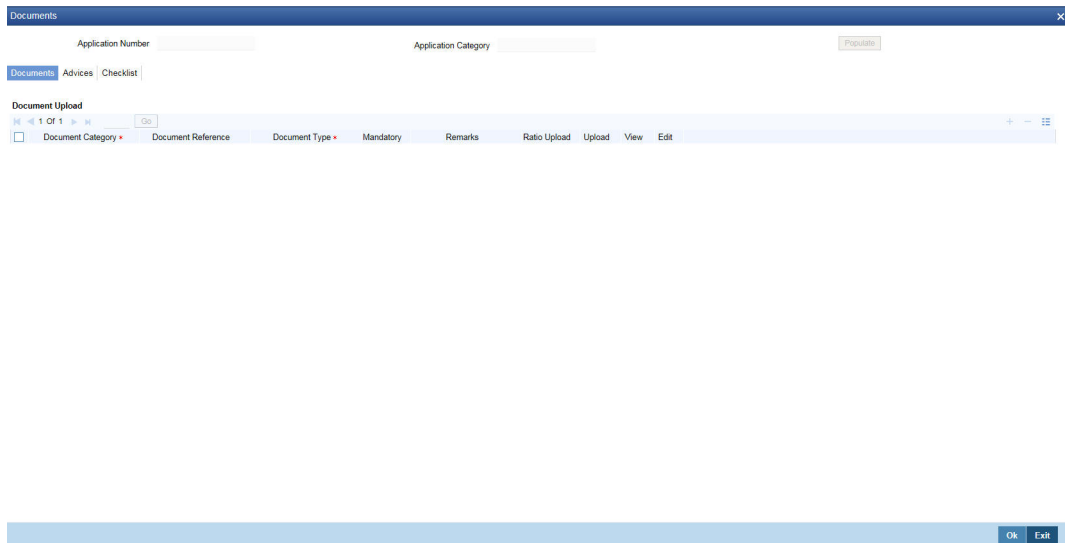 Documents
Application Number Application Category Populate
Documents Advices Checklist
Document Upload
1 Of 1 Go
Document Category * Document Reference Document Type * Mandatory Remarks Ratio Upload Upload View Edit
Ok Exit